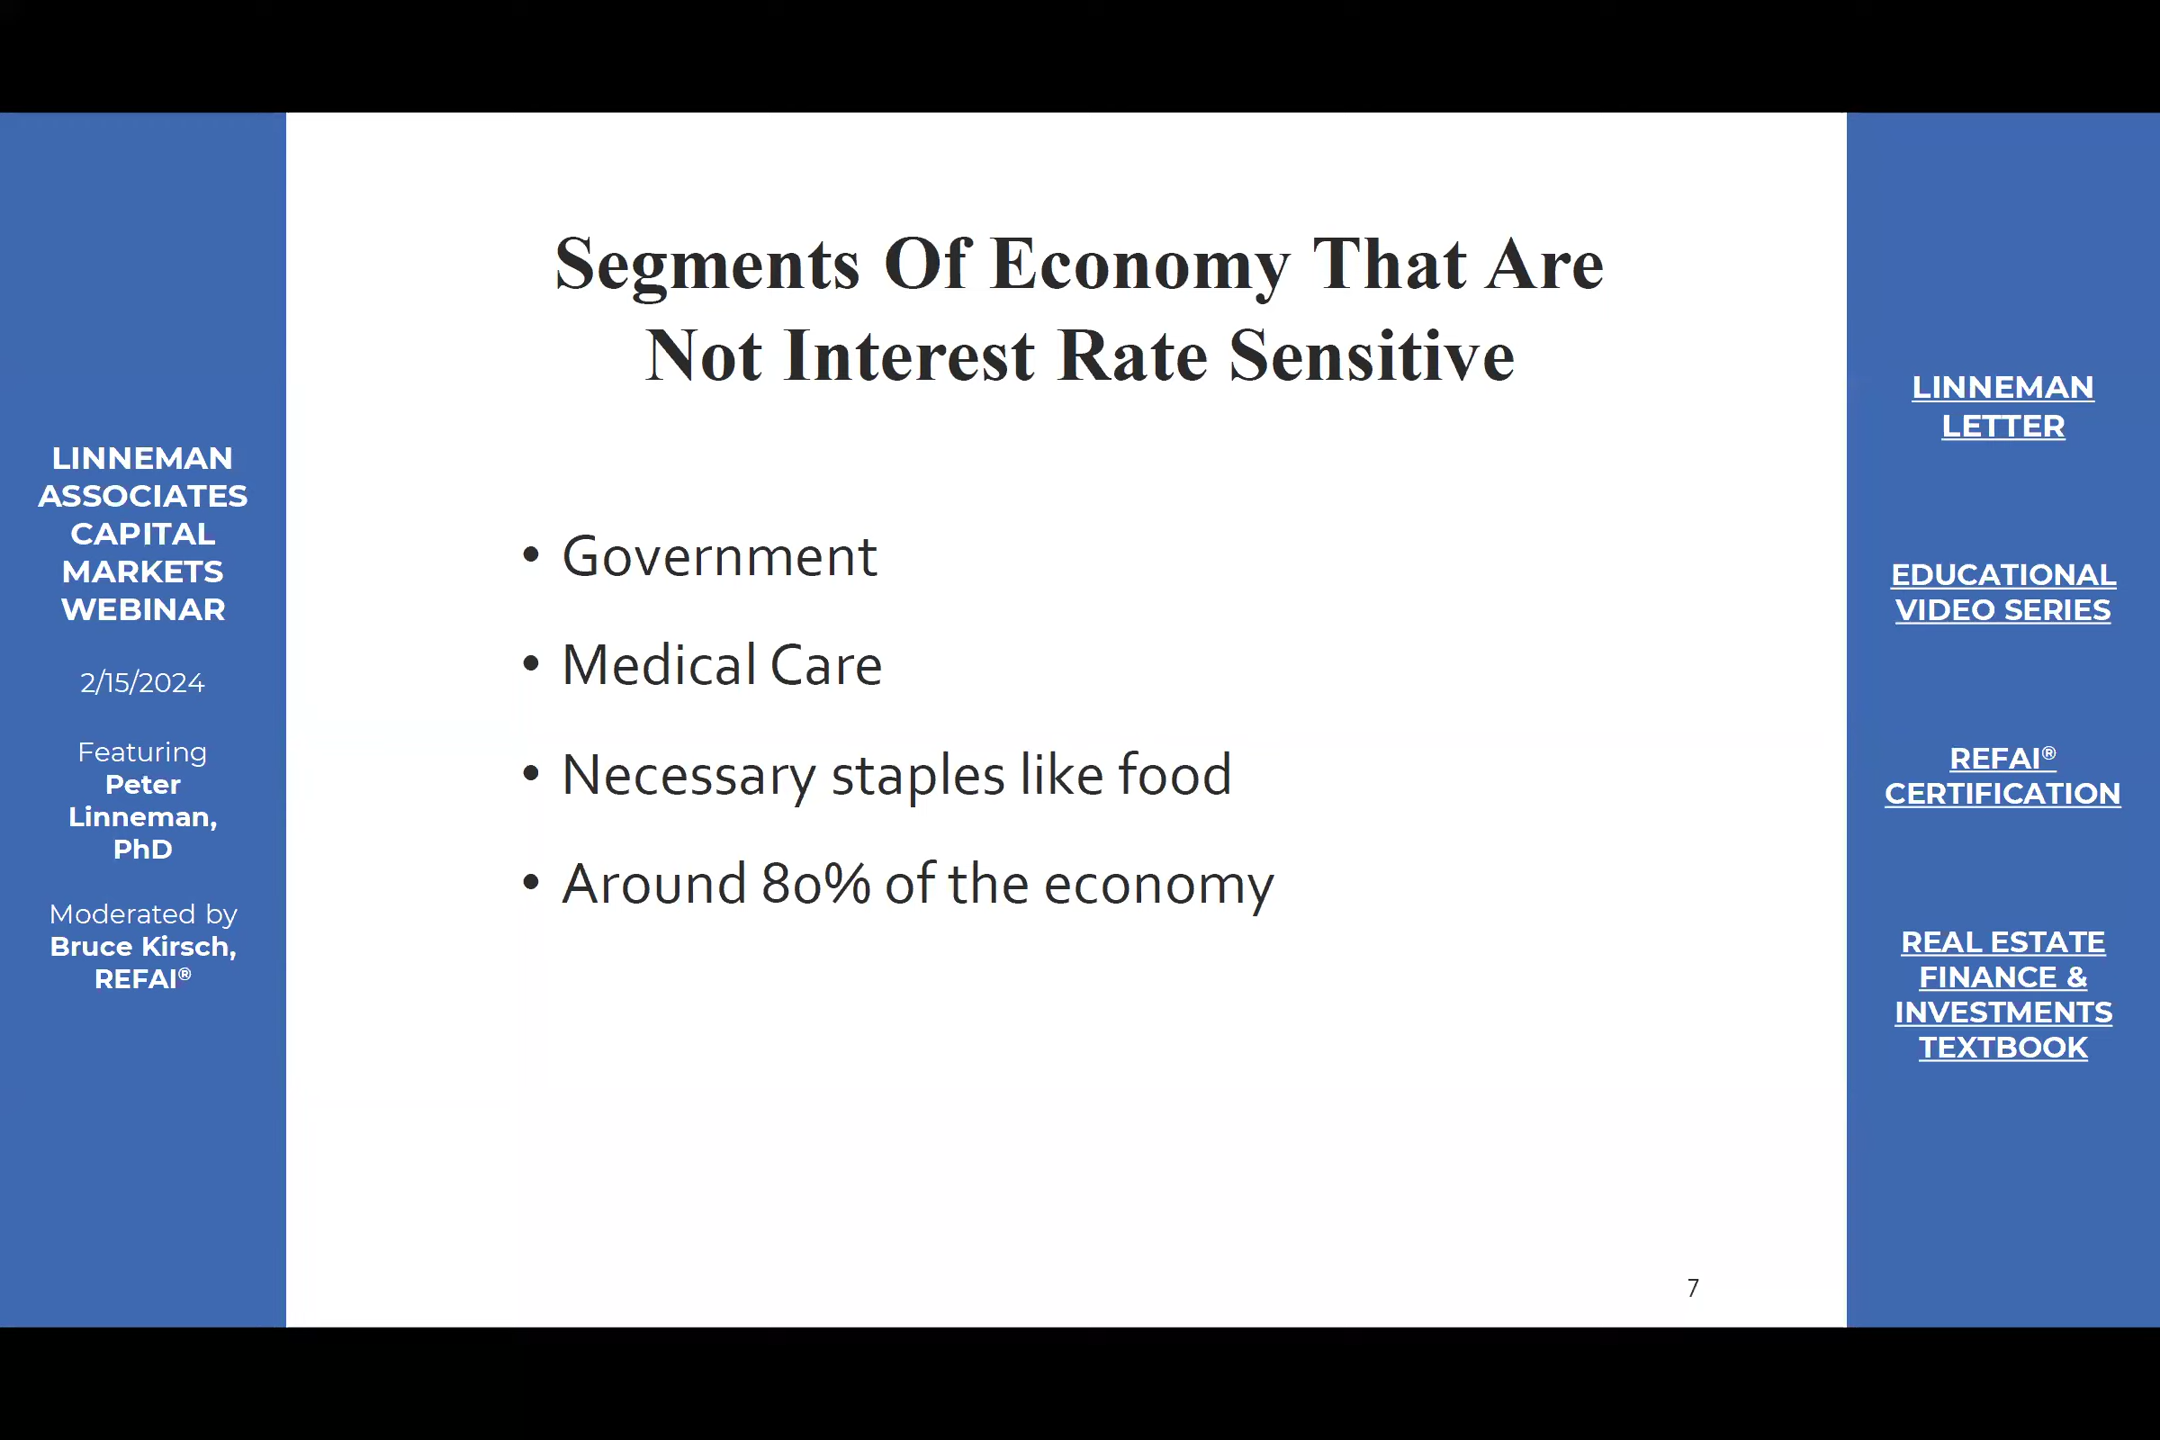 LINNEMAN
ASSOCIATES
CAPITAL
MARKETS
WEBINAR
2/15/2024
Featuring
Peter
Linneman,
PhD
Moderated by
Bruce Kirsch,
REFAI®
Segments Of Economy That Are
Not Interest Rate Sensitive
• Government
• Medical Care
• Necessary staples like food
• Around 80% of the economy
7
LINNEMAN
LETTER
EDUCATIONAL
VIDEO SERIES
REFAI®
CERTIFICATION
REAL ESTATE
FINANCE &
INVESTMENTS
TEXTBOOK